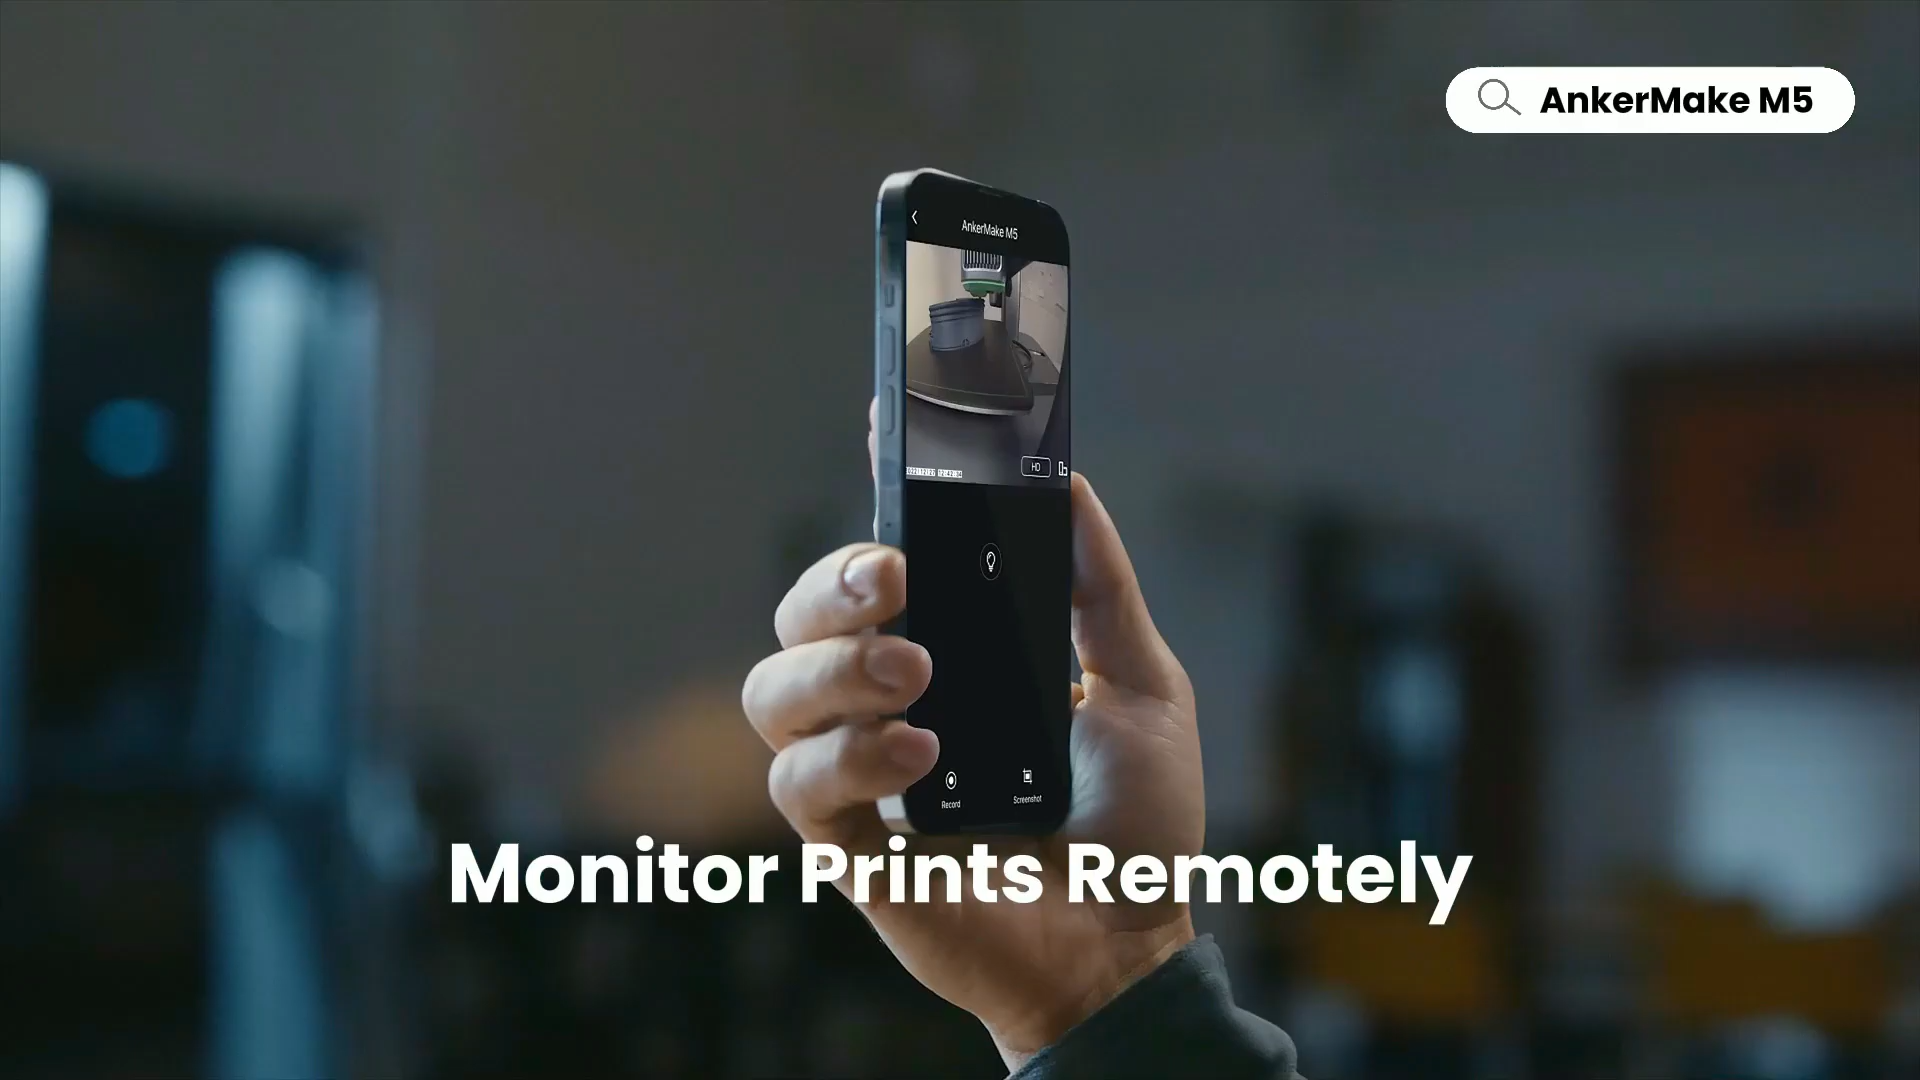 AnkerMake M5
AnkerMake M5
HD
Record
Screenshot
Monitor Prints Remotely